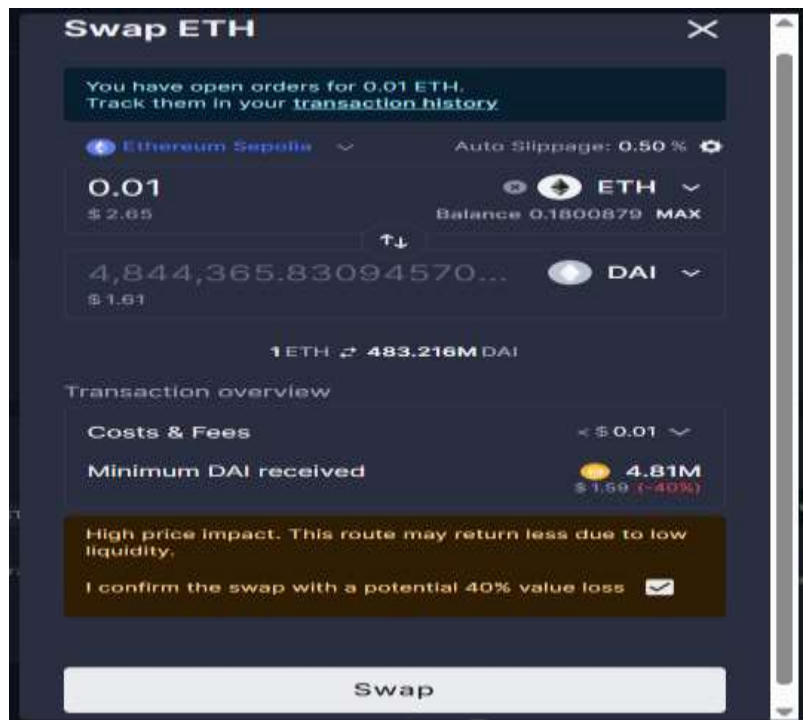 Swap ETH
You have open orders for 0.01 ETH.
Track them in your transaction history
Ethereum Sepolia
Auto Slippage: 0.50 %
0.01
ETH
$ 2.65
Balance 0.1800879 MAX
4,844,365.83094570...
DAI
$ 1.61
1 ETH ⇄ 483.216M DAI
Transaction overview
Costs & Fees
< $ 0.01
Minimum DAI received
4.81M
$ 1.59 (-40%)
High price impact. This route may return less due to low
liquidity.
I confirm the swap with a potential 40% value loss
Swap